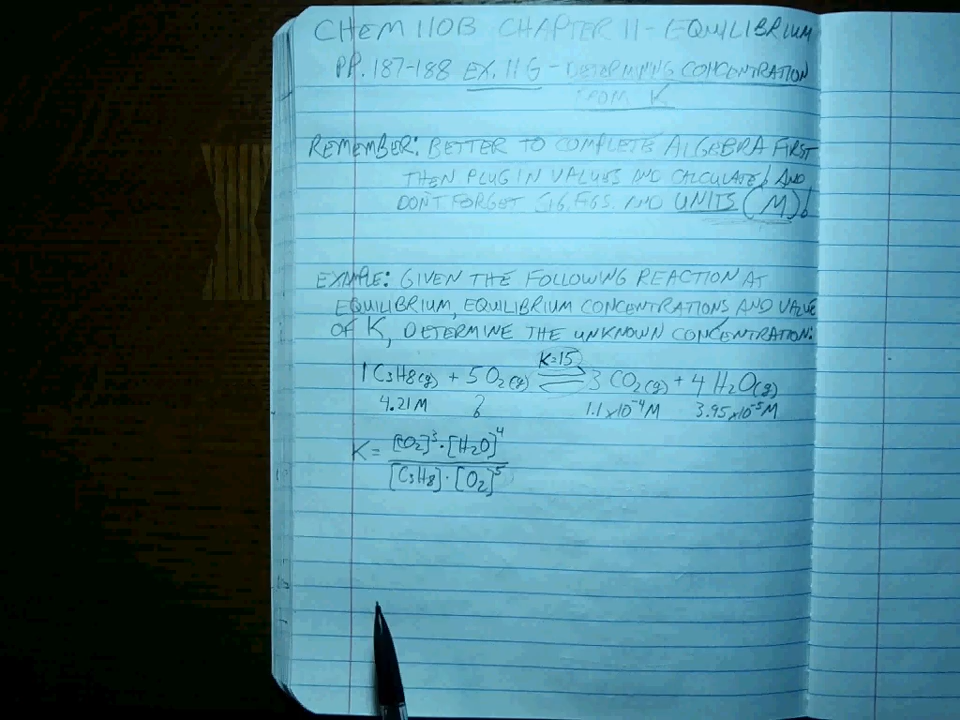 CHEM 110B CHAPTER 11 - EQUILIBRIUM
PP. 187-188 EX. 11G - DETERMINING CONCENTRATION
FROM K
REMEMBER: BETTER TO COMPLETE ALGEBRA FIRST
THEN PLUG IN VALUES AND CALCULATE! AND
DON'T FORGET SIG. FIGS. AND UNITS (M)!
EXAMPLE: GIVEN THE FOLLOWING REACTION AT
EQUILIBRIUM, EQUILIBRIUM CONCENTRATIONS AND VALUE
OF K, DETERMINE THE UNKNOWN CONCENTRATION:
K=15
1 C3H8(g) + 5 O2(g) ⇌ 3 CO2(g) + 4 H2O(g)
4.21 M ? 1.1x10⁻⁴ M 3.95x10⁻⁵ M
K = [CO2]³·[H2O]⁴
[C3H8]·[O2]⁵